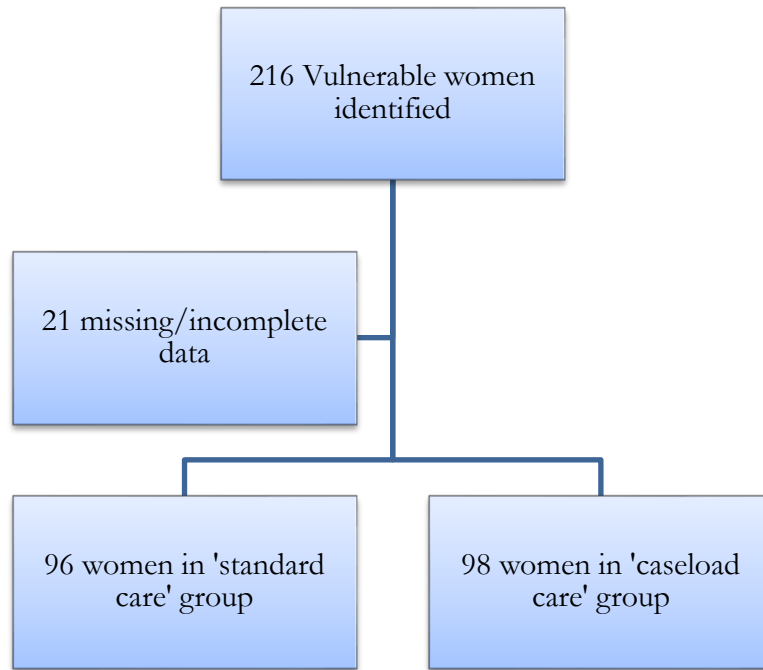 216 Vulnerable women
identified
21 missing/incomplete
data
96 women in 'standard
care' group
98 women in 'caseload
care' group